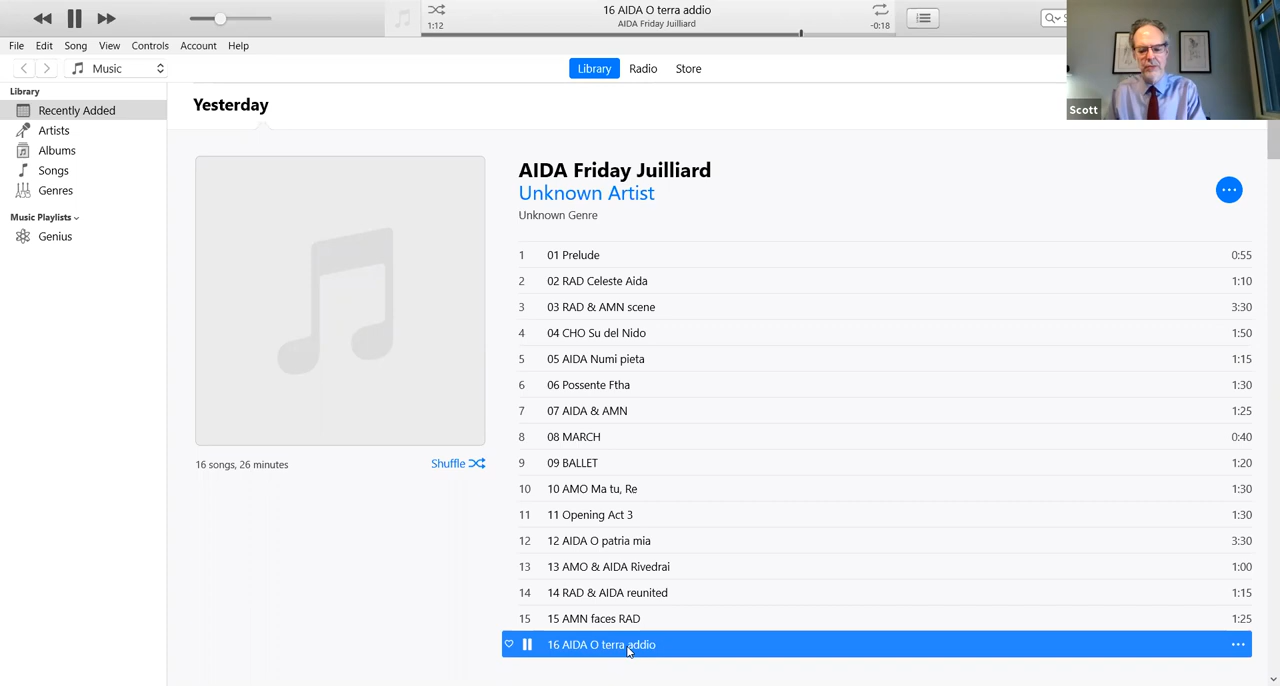 16 AIDA O terra addio
AIDA Friday Juilliard
1:12
-0:18
File Edit Song View Controls Account Help
Music
Library Radio Store
Scott
Library
Recently Added
Artists
Albums
Songs
Genres
Music Playlists
Genius
Yesterday
AIDA Friday Juilliard
Unknown Artist
Unknown Genre
1 01 Prelude 0:55
2 02 RAD Celeste Aida 1:10
3 03 RAD & AMN scene 3:30
4 04 CHO Su del Nido 1:50
5 05 AIDA Numi pieta 1:15
6 06 Possente Ftha 1:30
7 07 AIDA & AMN 1:25
8 08 MARCH 0:40
9 09 BALLET 1:20
10 10 AMO Ma tu, Re 1:30
11 11 Opening Act 3 1:30
12 12 AIDA O patria mia 3:30
13 13 AMO & AIDA Rivedrai 1:00
14 14 RAD & AIDA reunited 1:15
15 15 AMN faces RAD 1:25
16 AIDA O terra addio
16 songs, 26 minutes
Shuffle